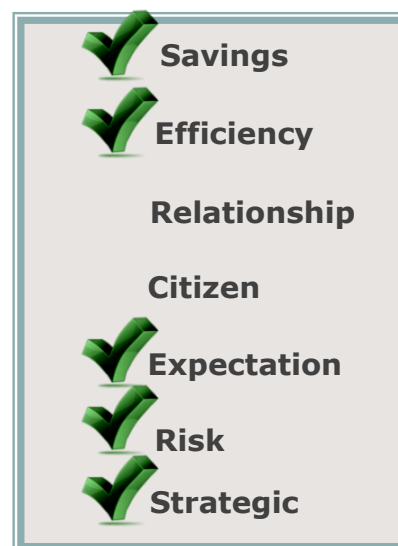 Savings
Efficiency
Relationship
Citizen
Expectation
Risk
Strategic